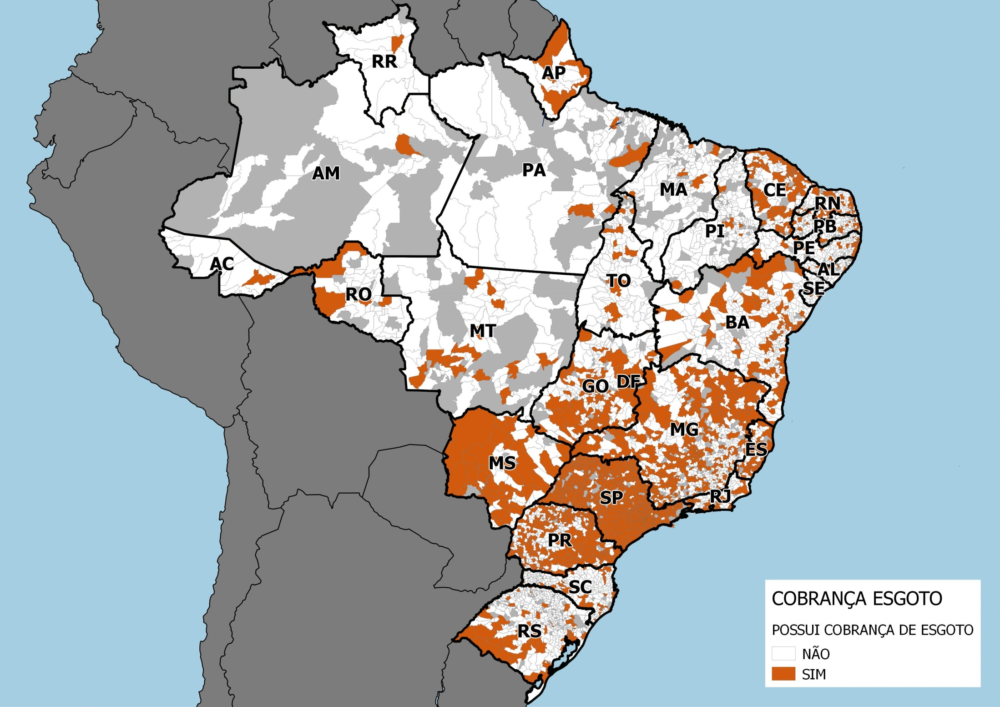 RR
AP
AM
PA
MA
CE
RN
PB
PI
PE
AC
AL
TO
SE
RO
BA
MT
DF
GO
MG
ES
MS
RJ
SP
PR
SC
RS
COBRANÇA ESGOTO
POSSUI COBRANÇA DE ESGOTO
NÃO
SIM